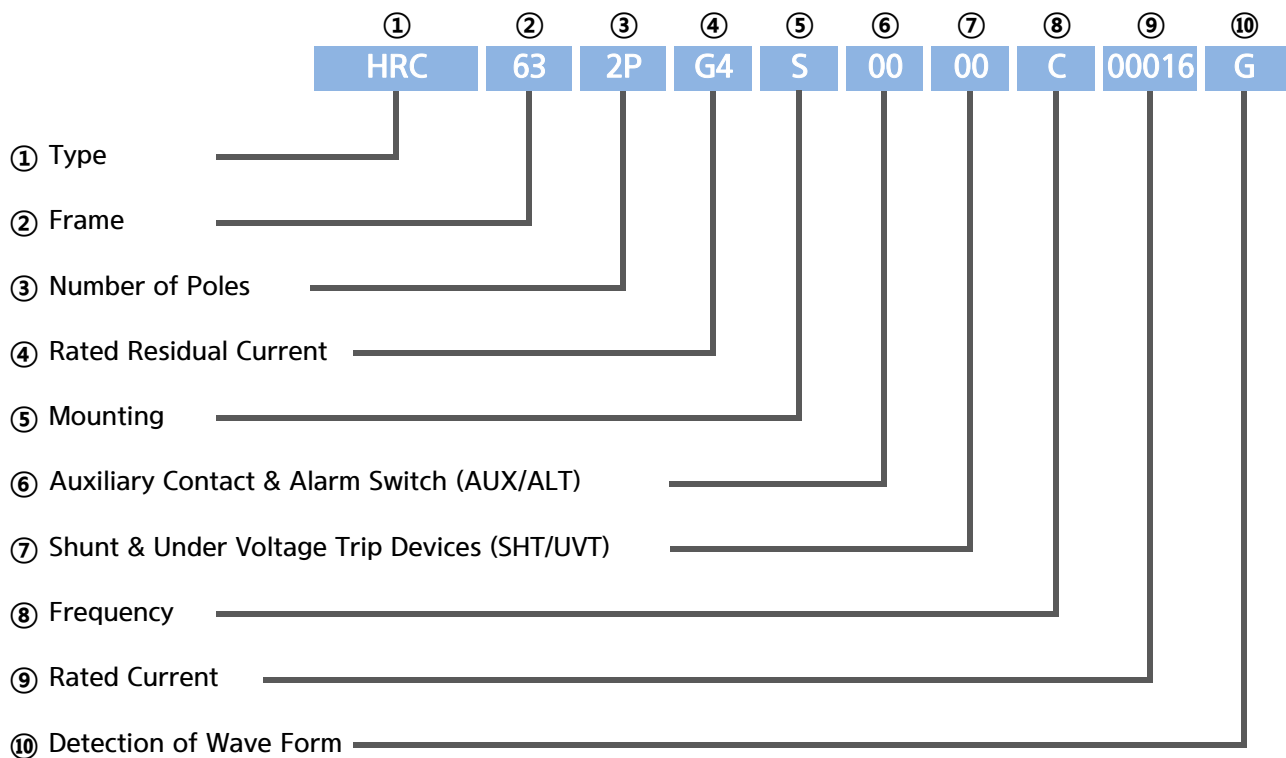 ① ② ③ ④ ⑤ ⑥ ⑦ ⑧ ⑨ ⑩
HRC 63 2P G4 S 00 00 C 00016 G
① Type
② Frame
③ Number of Poles
④ Rated Residual Current
⑤ Mounting
⑥ Auxiliary Contact & Alarm Switch (AUX/ALT)
⑦ Shunt & Under Voltage Trip Devices (SHT/UVT)
⑧ Frequency
⑨ Rated Current
⑩ Detection of Wave Form